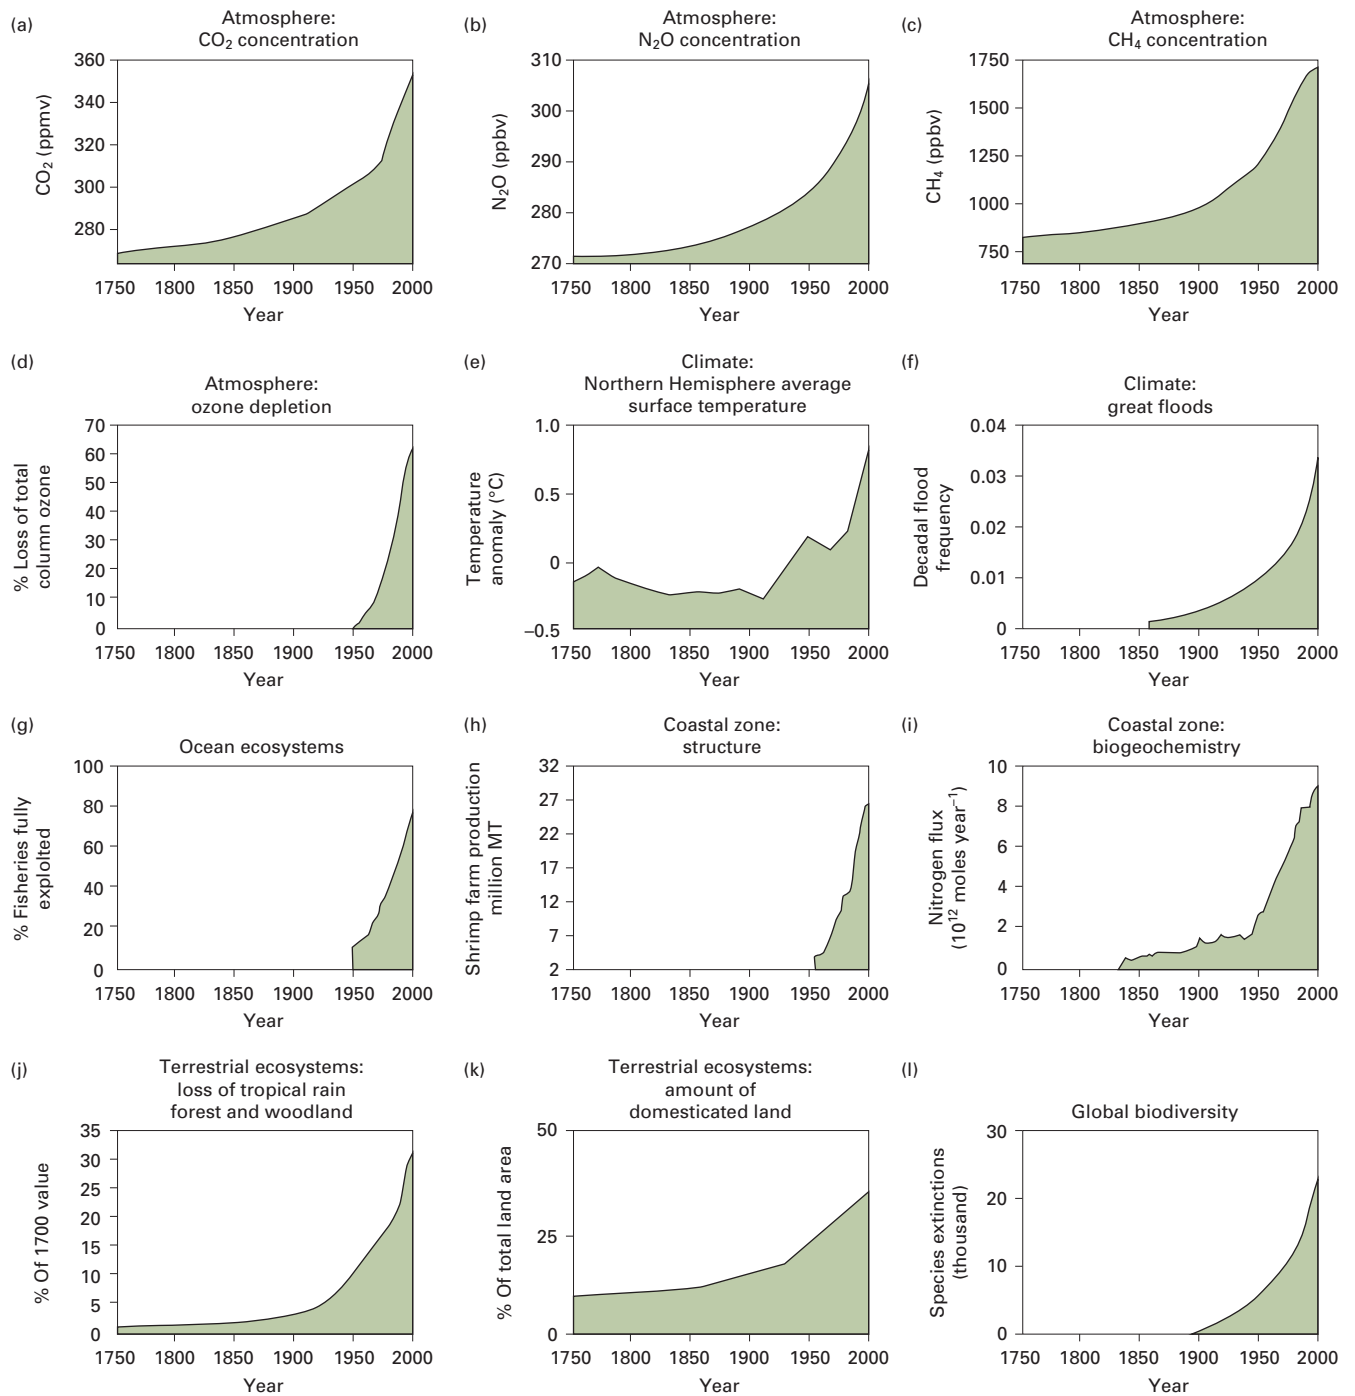 (a)
Atmosphere:
CO₂ concentration
CO₂ (ppmv)
360
340
320
300
280
1750 1800 1850 1900 1950 2000
Year
(b)
Atmosphere:
N₂O concentration
N₂O (ppbv)
310
300
290
280
270
1750 1800 1850 1900 1950 2000
Year
(c)
Atmosphere:
CH₄ concentration
CH₄ (ppbv)
1750
1500
1250
1000
750
1750 1800 1850 1900 1950 2000
Year
(d)
Atmosphere:
ozone depletion
% Loss of total
column ozone
70
60
50
40
30
20
10
0
1750 1800 1850 1900 1950 2000
Year
(e)
Climate:
Northern Hemisphere average
surface temperature
Temperature
anomaly (°C)
1.0
0.5
0
–0.5
1750 1800 1850 1900 1950 2000
Year
(f)
Climate:
great floods
Decadal flood
frequency
0.04
0.03
0.02
0.01
0
1750 1800 1850 1900 1950 2000
Year
(g)
Ocean ecosystems
% Fisheries fully
explolted
100
80
60
40
20
0
1750 1800 1850 1900 1950 2000
Year
(h)
Coastal zone:
structure
Shrimp farm production
million MT
32
27
22
17
12
7
2
1750 1800 1850 1900 1950 2000
Year
(i)
Coastal zone:
biogeochemistry
Nitrogen flux
(10¹² moles year⁻¹)
10
8
6
4
2
0
1750 1800 1850 1900 1950 2000
Year
(j)
Terrestrial ecosystems:
loss of tropical rain
forest and woodland
% Of 1700 value
35
30
25
20
15
10
5
0
1750 1800 1850 1900 1950 2000
Year
(k)
Terrestrial ecosystems:
amount of
domesticated land
% Of total land area
50
25
0
1750 1800 1850 1900 1950 2000
Year
(l)
Global biodiversity
Species extinctions
(thousand)
30
20
10
0
1750 1800 1850 1900 1950 2000
Year